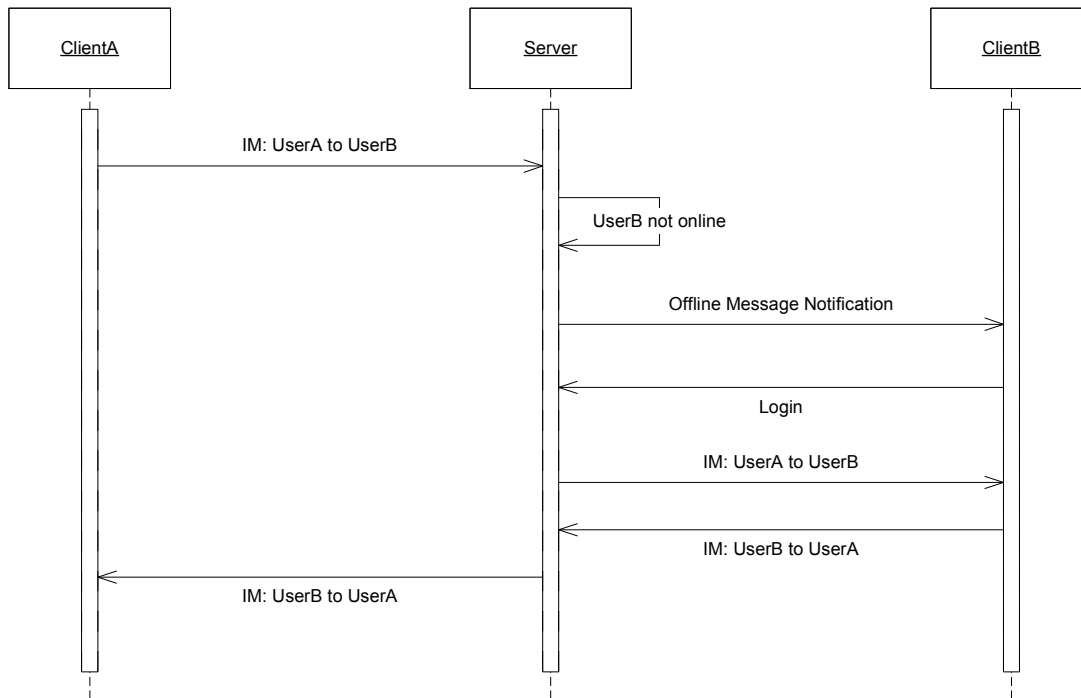 ClientA
Server
ClientB
IM: UserA to UserB
UserB not online
Offline Message Notification
Login
IM: UserA to UserB
IM: UserB to UserA
IM: UserB to UserA